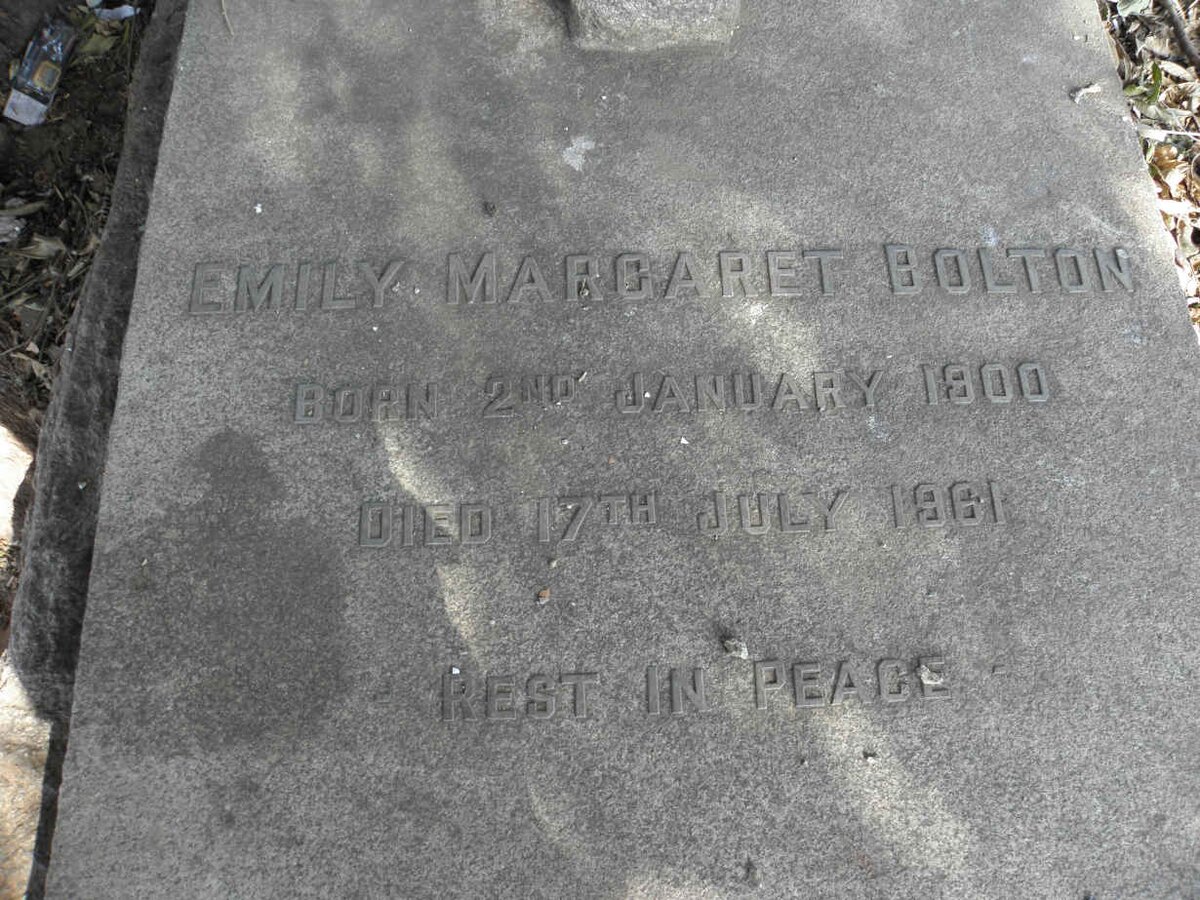 EMILY MARGARET BOLTON
BORN 2ND JANUARY 1900
DIED 17TH JULY 1961
REST IN PEACE